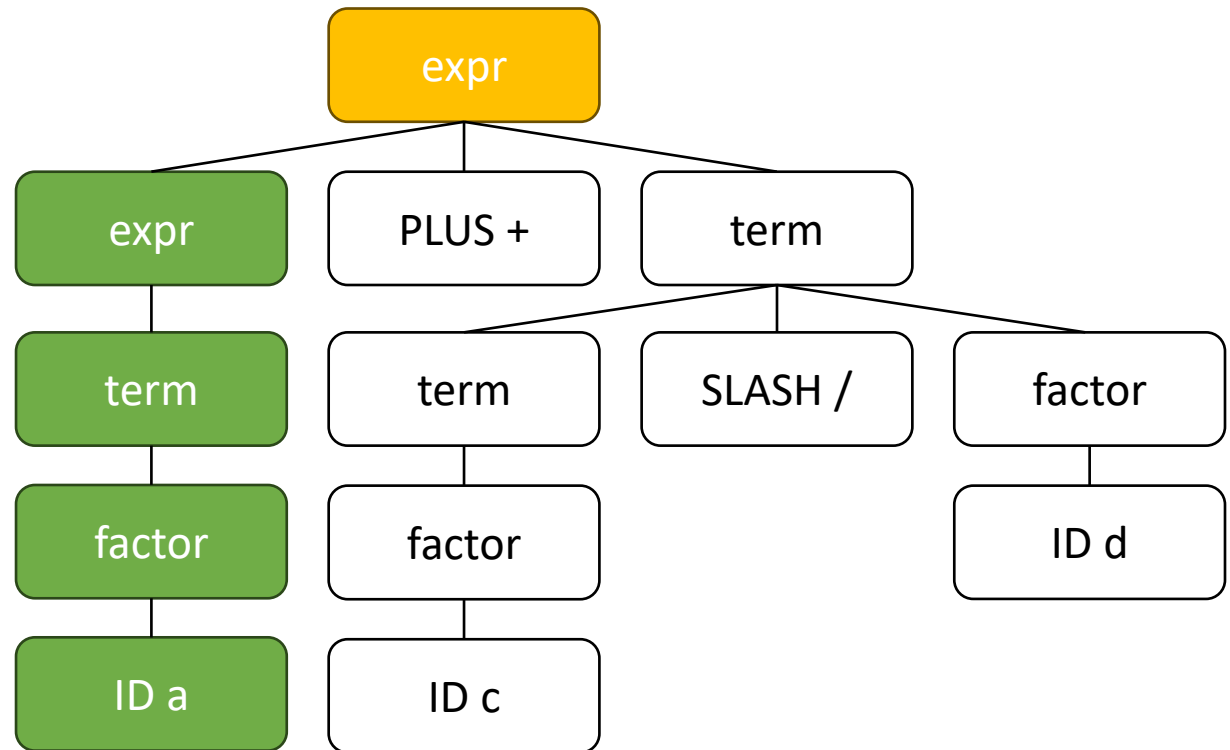 expr
expr
PLUS +
term
term
term
SLASH /
factor
factor
factor
ID d
ID a
ID c